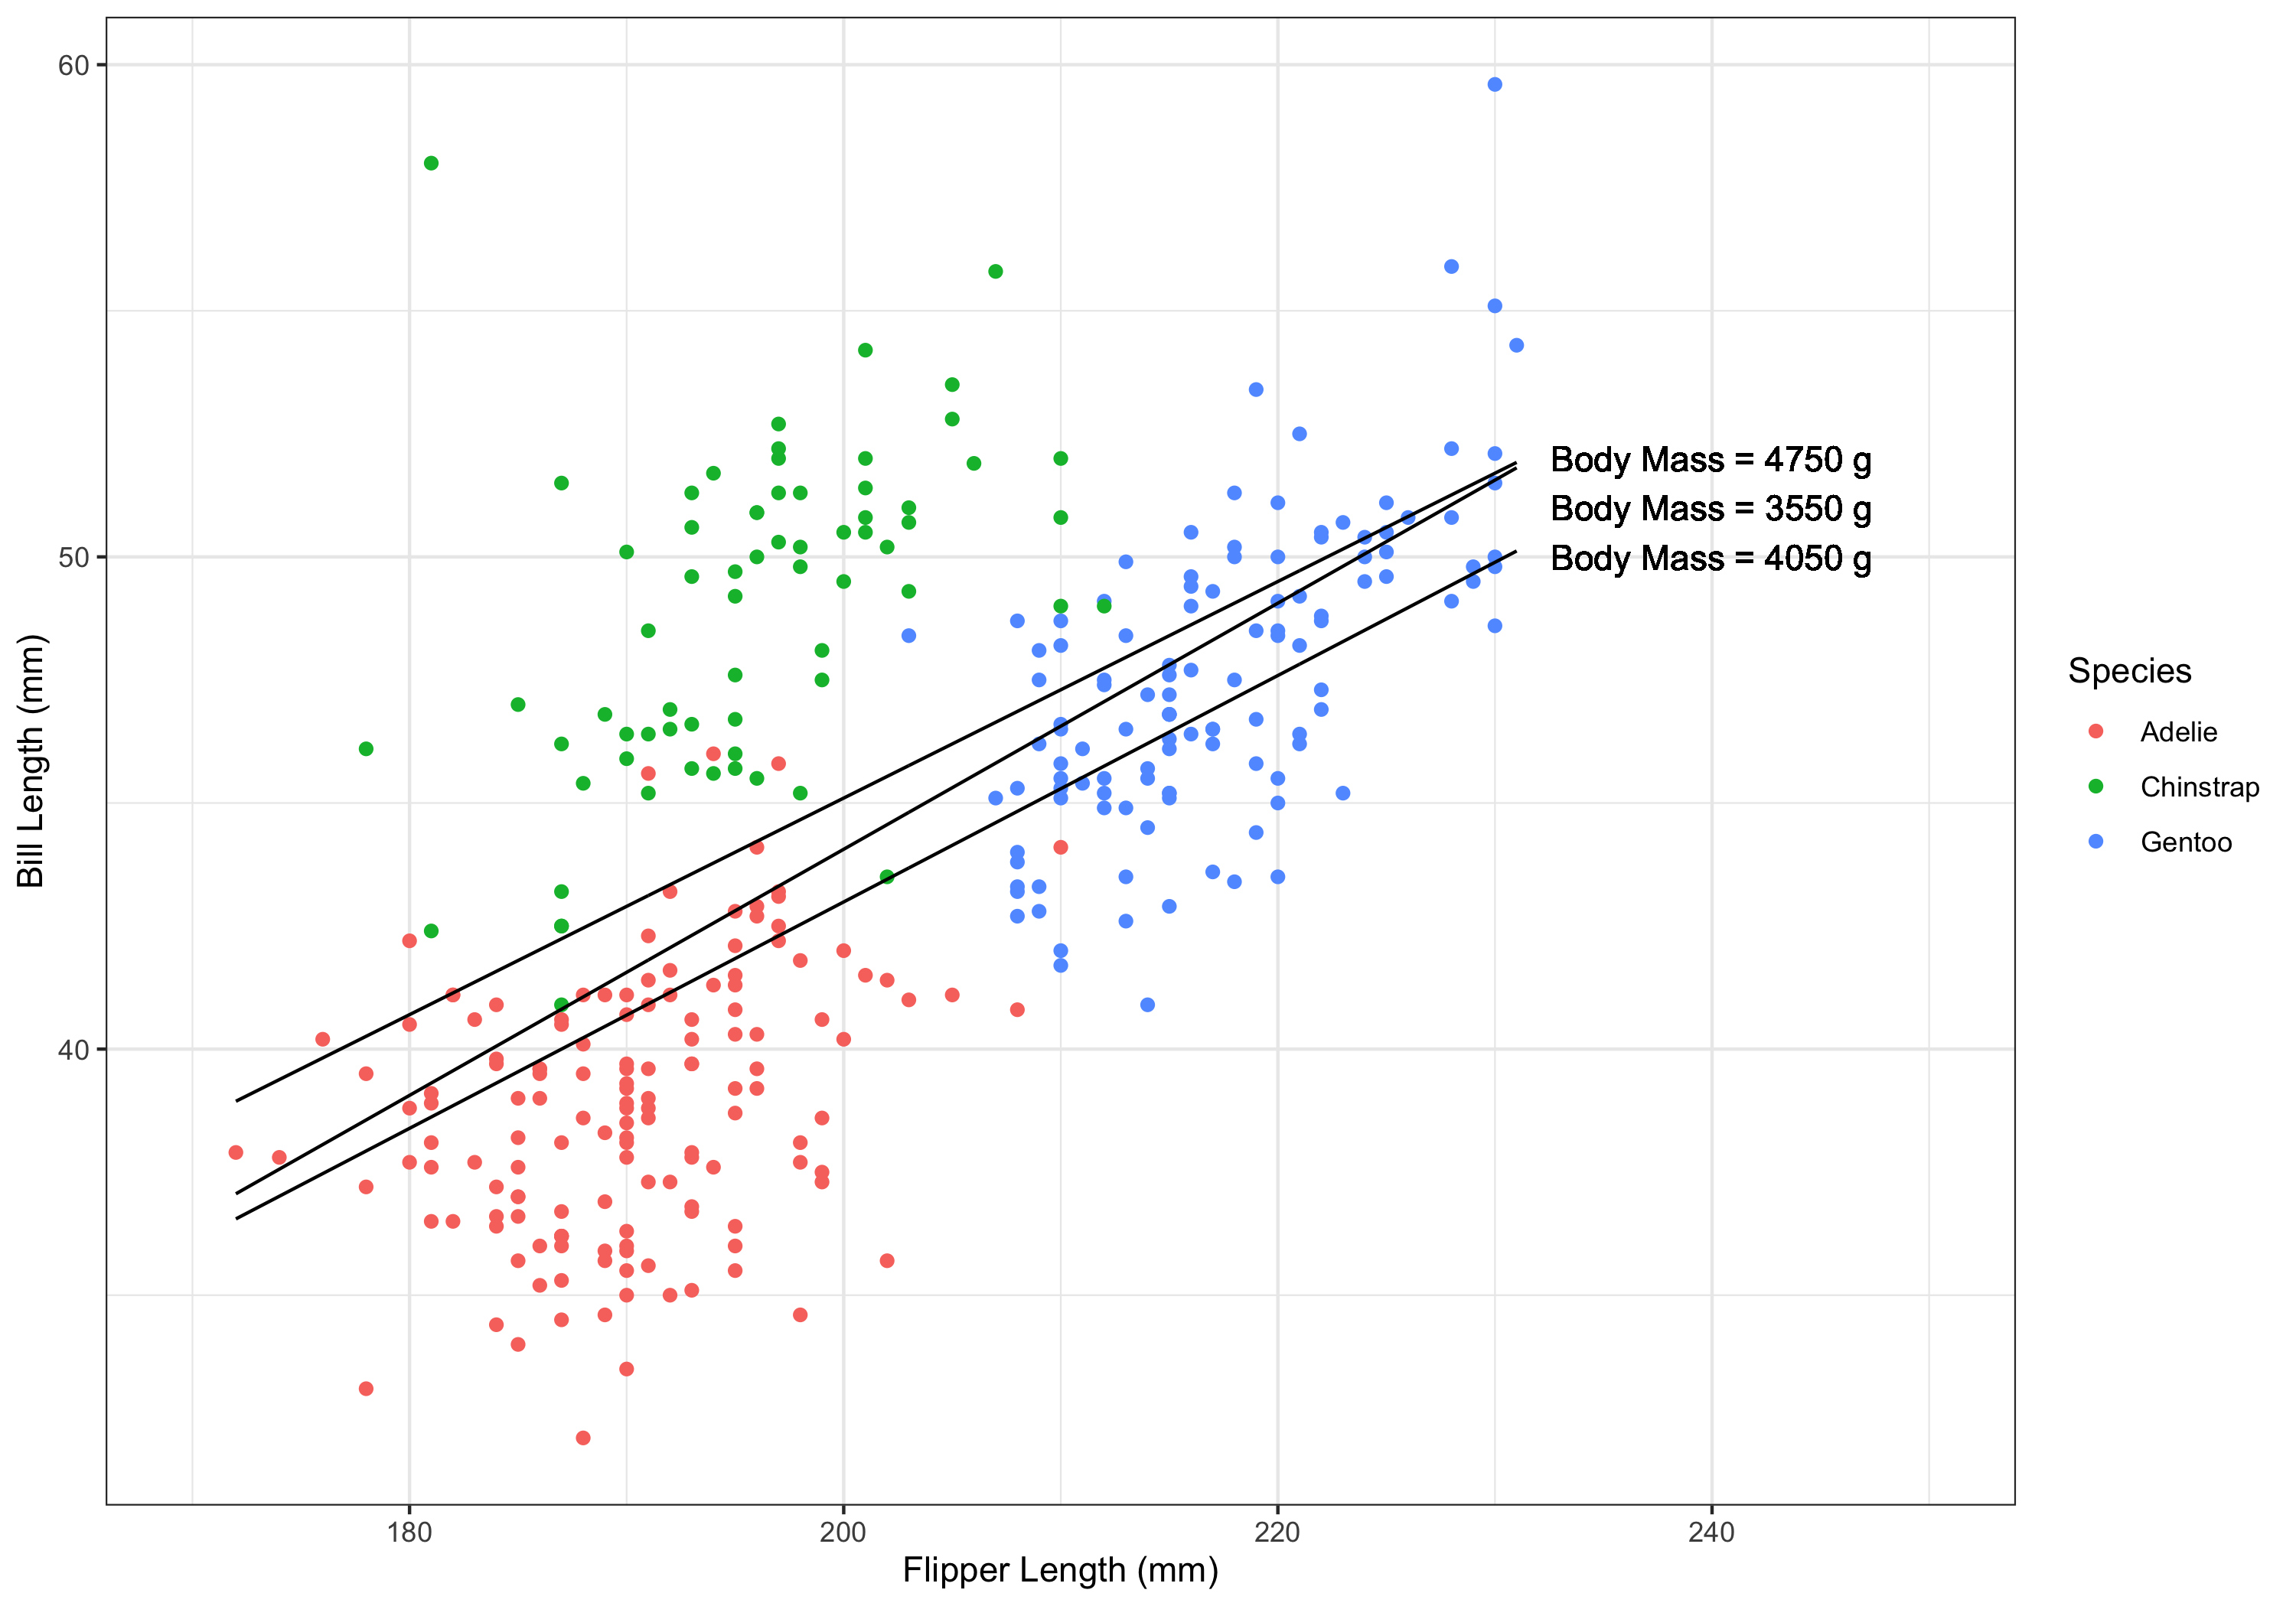 60
50
40
Bill Length (mm)
Body Mass = 4750 g
Body Mass = 3550 g
Body Mass = 4050 g
180
200
220
240
Flipper Length (mm)
Species
Adelie
Chinstrap
Gentoo